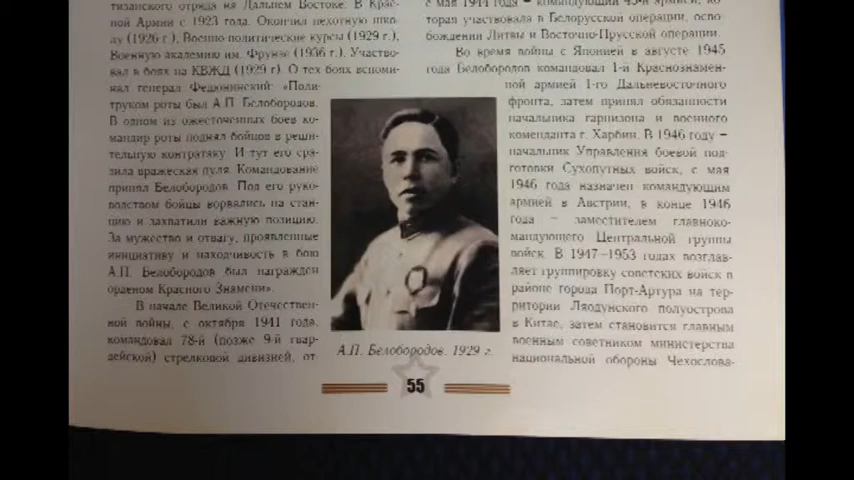 тизанского отряда на Дальнем Востоке. В Крас-
ной Армии с 1923 года. Окончил пехотную шко-
лу (1926 г.), Военно-политические курсы (1929 г.),
Военную академию им. Фрунзе (1936 г.). Участво-
вал в боях на КВЖД (1929 г.). О тех боях вспоми-
нал генерал Федюнинский: «Поли-
труком роты был А.П. Белобородов.
В одном из ожесточенных боев ко-
мандир роты поднял бойцов в реши-
тельную контратаку. И тут его сра-
зила вражеская пуля. Командование
принял Белобородов. Под его руко-
водством бойцы ворвались на стан-
цию и захватили важную позицию.
За мужество и отвагу, проявленные
инициативу и находчивость в бою
А.П. Белобородов был награжден
орденом Красного Знамени».
В начале Великой Отечествен-
ной войны, с октября 1941 года,
командовал 78-й (позже 9-й гвар-
дейской) стрелковой дивизией, от
А.П. Белобородов. 1929 г.
с мая 1944 года – командующий 43-й армией, ко-
торая участвовала в Белорусской операции, осво-
бождении Литвы и Восточно-Прусской операции.
Во время войны с Японией в августе 1945
года Белобородов командовал 1-й Краснознамен-
ной армией 1-го Дальневосточного
фронта, затем принял обязанности
начальника гарнизона и военного
коменданта г. Харбин. В 1946 году –
начальник Управления боевой под-
готовки Сухопутных войск, с мая
1946 года назначен командующим
армией в Австрии, в конце 1946
года – заместителем главноко-
мандующего Центральной группы
войск. В 1947–1953 годах возглав-
ляет группировку советских войск в
районе города Порт-Артура на тер-
ритории Ляодунского полуострова
в Китае, затем становится главным
военным советником министерства
национальной обороны Чехослова-
55